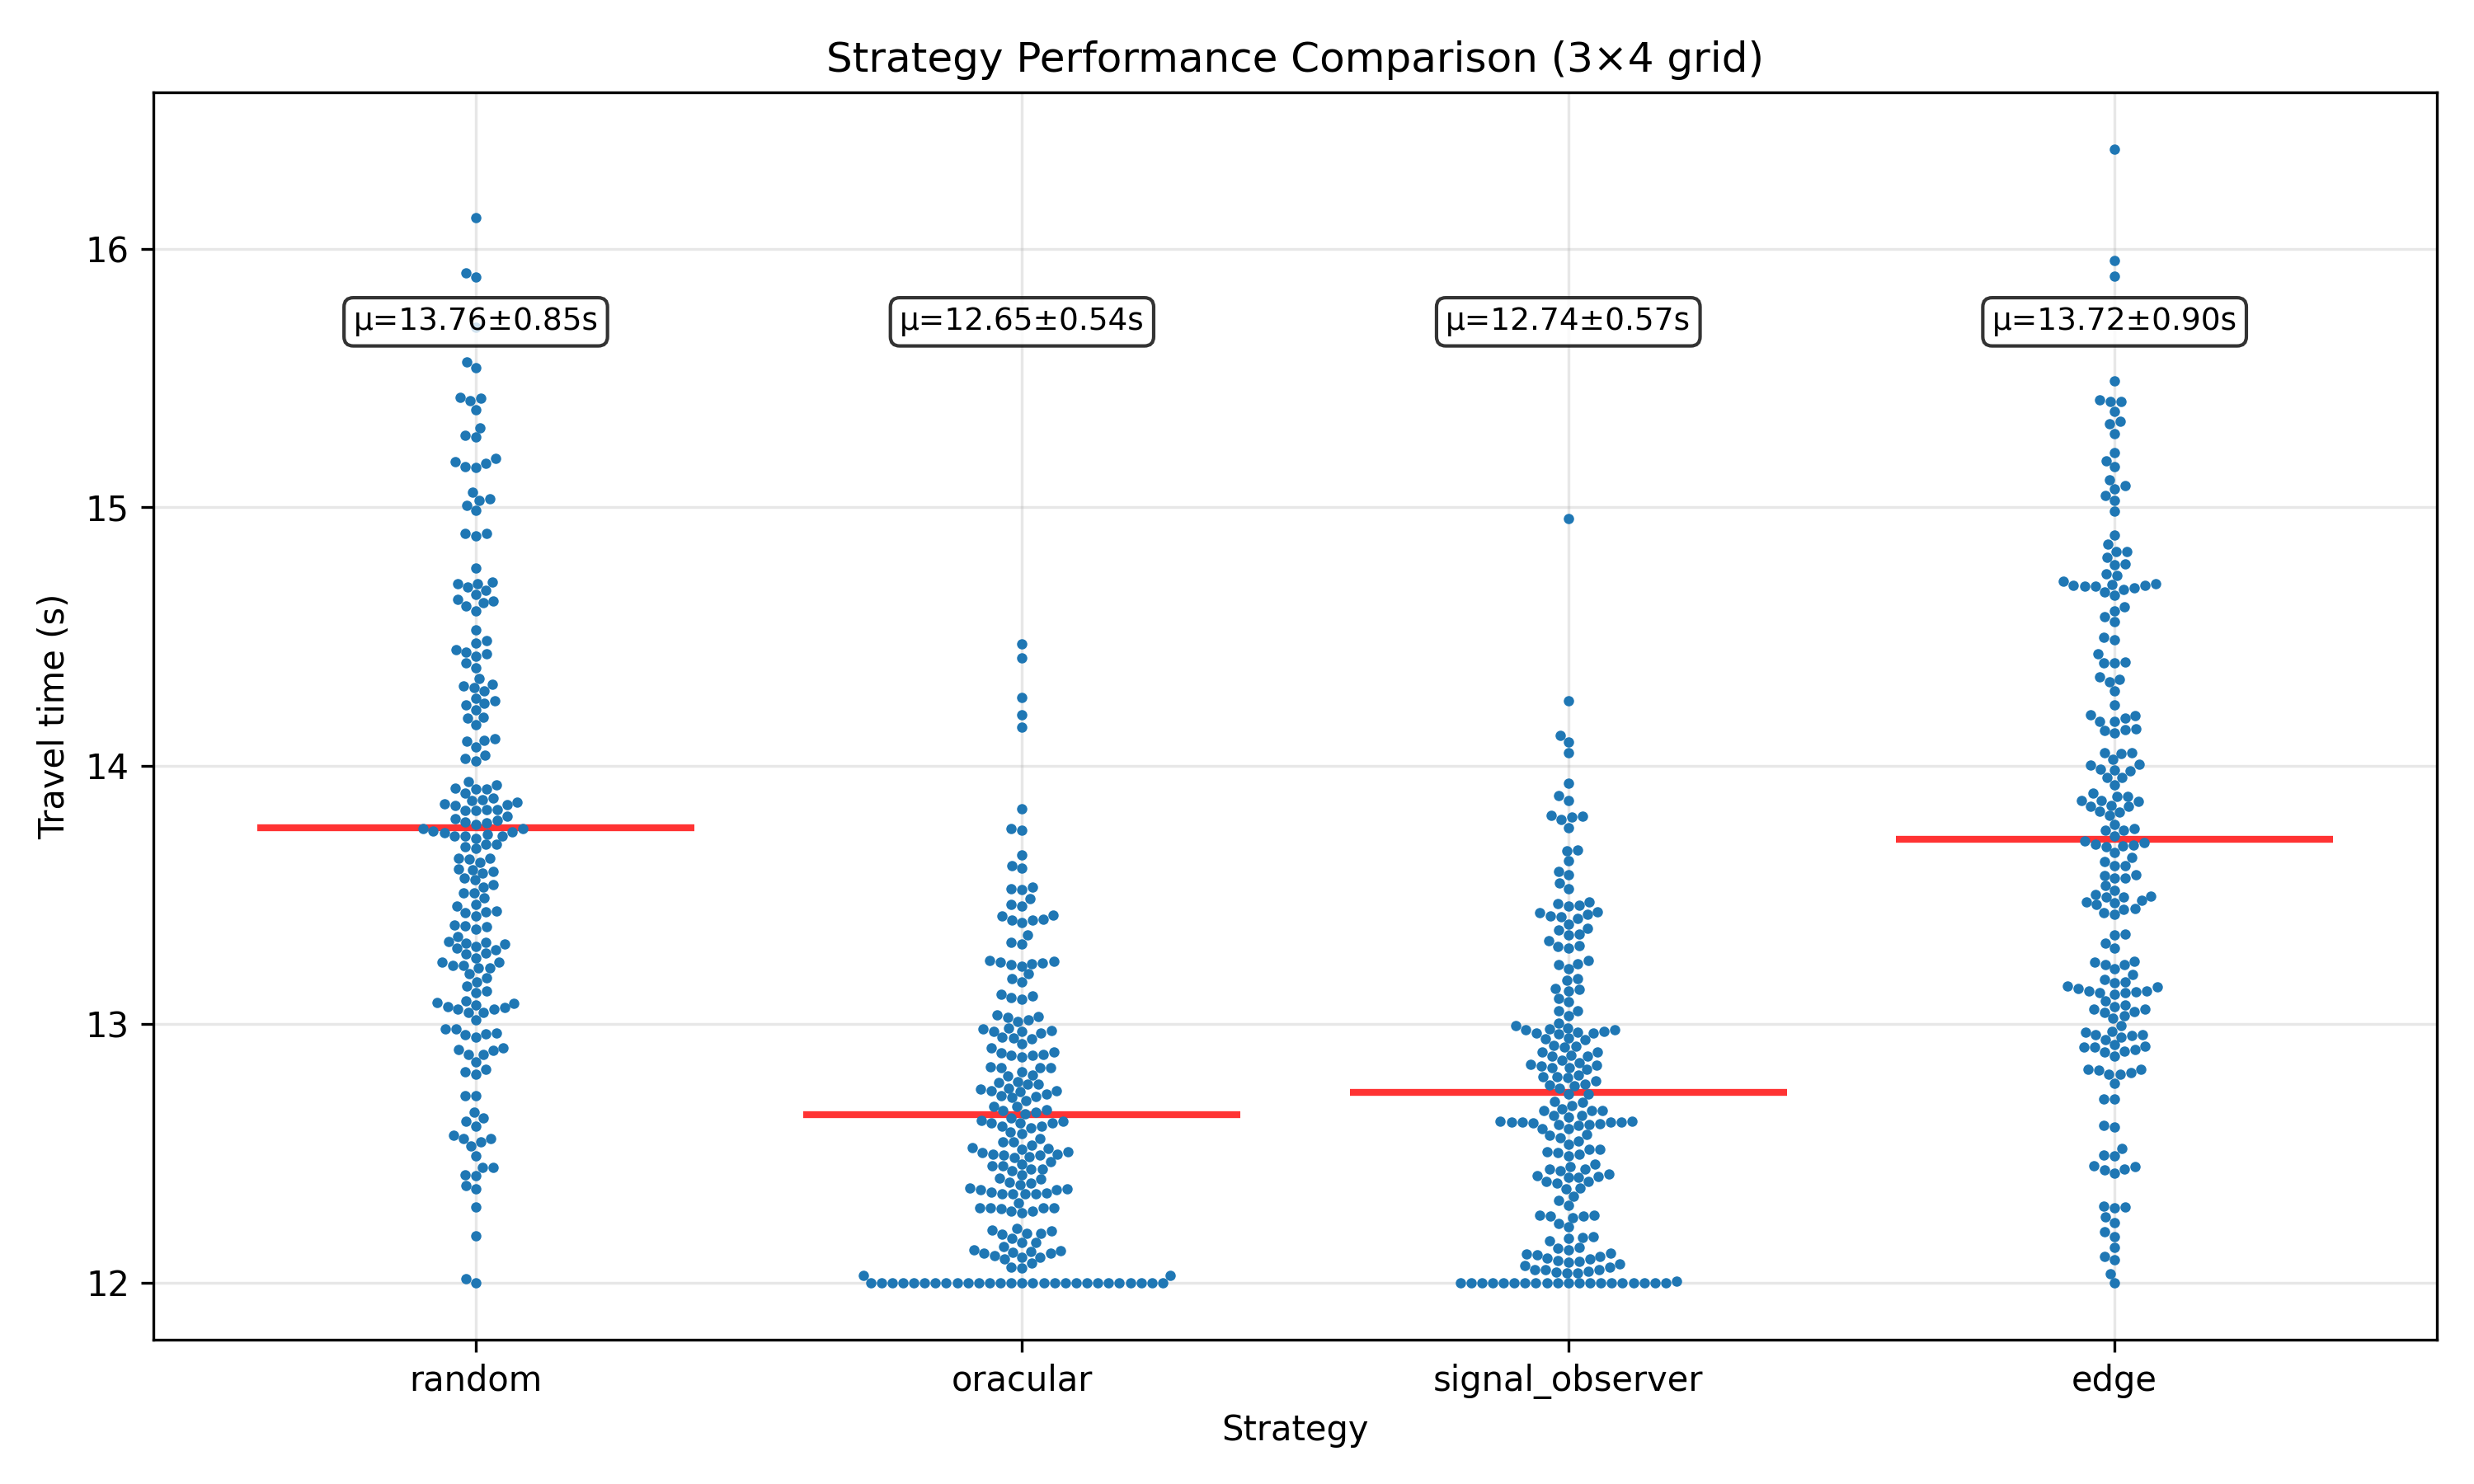 Strategy Performance Comparison (3×4 grid)
Travel time (s)
16
15
14
13
12
μ=13.76±0.85s
μ=12.65±0.54s
μ=12.74±0.57s
μ=13.72±0.90s
random
oracular
signal_observer
edge
Strategy